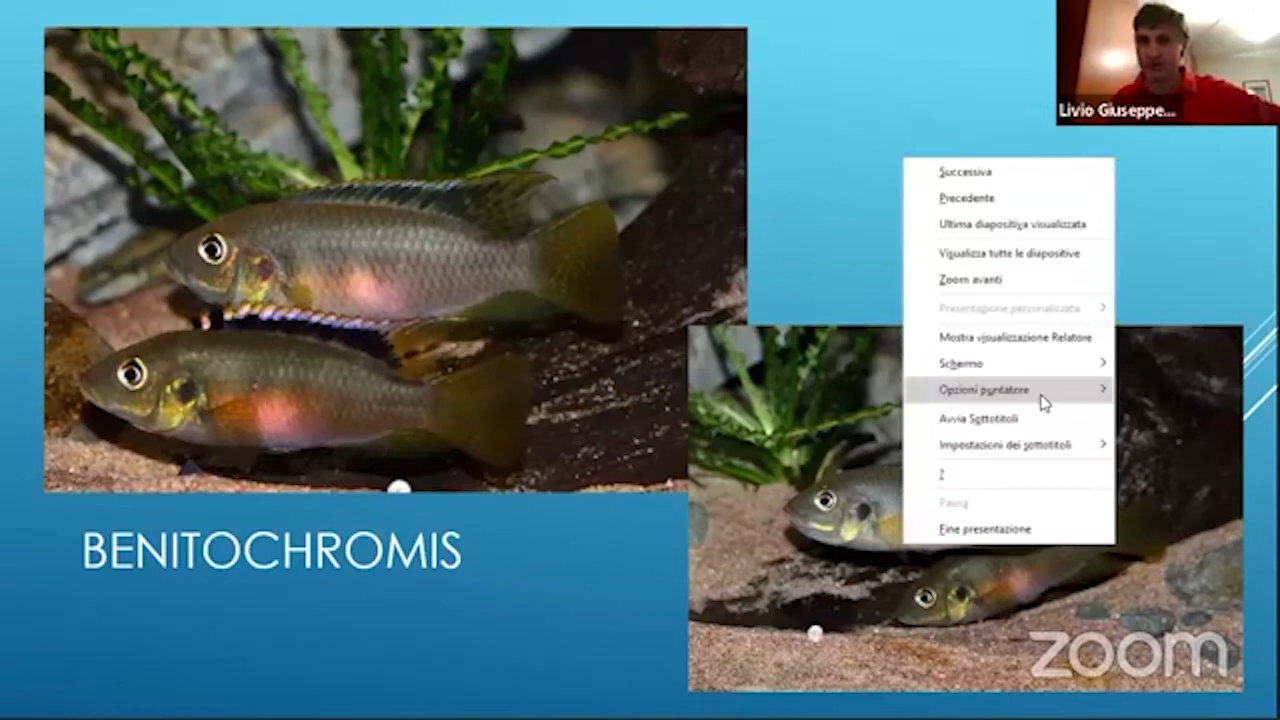 Livio Giuseppe...
Successiva
Precedente
Ultima diapositiva visualizzata
Visualizza tutte le diapositive
Zoom avanti
Presentazione personalizzata
Mostra visualizzazione Relatore
Schermo
Opzioni puntatore
Avvia Sottotitoli
Impostazioni dei sottotitoli
?
Pausa
Fine presentazione
BENITOCHROMIS
zoom